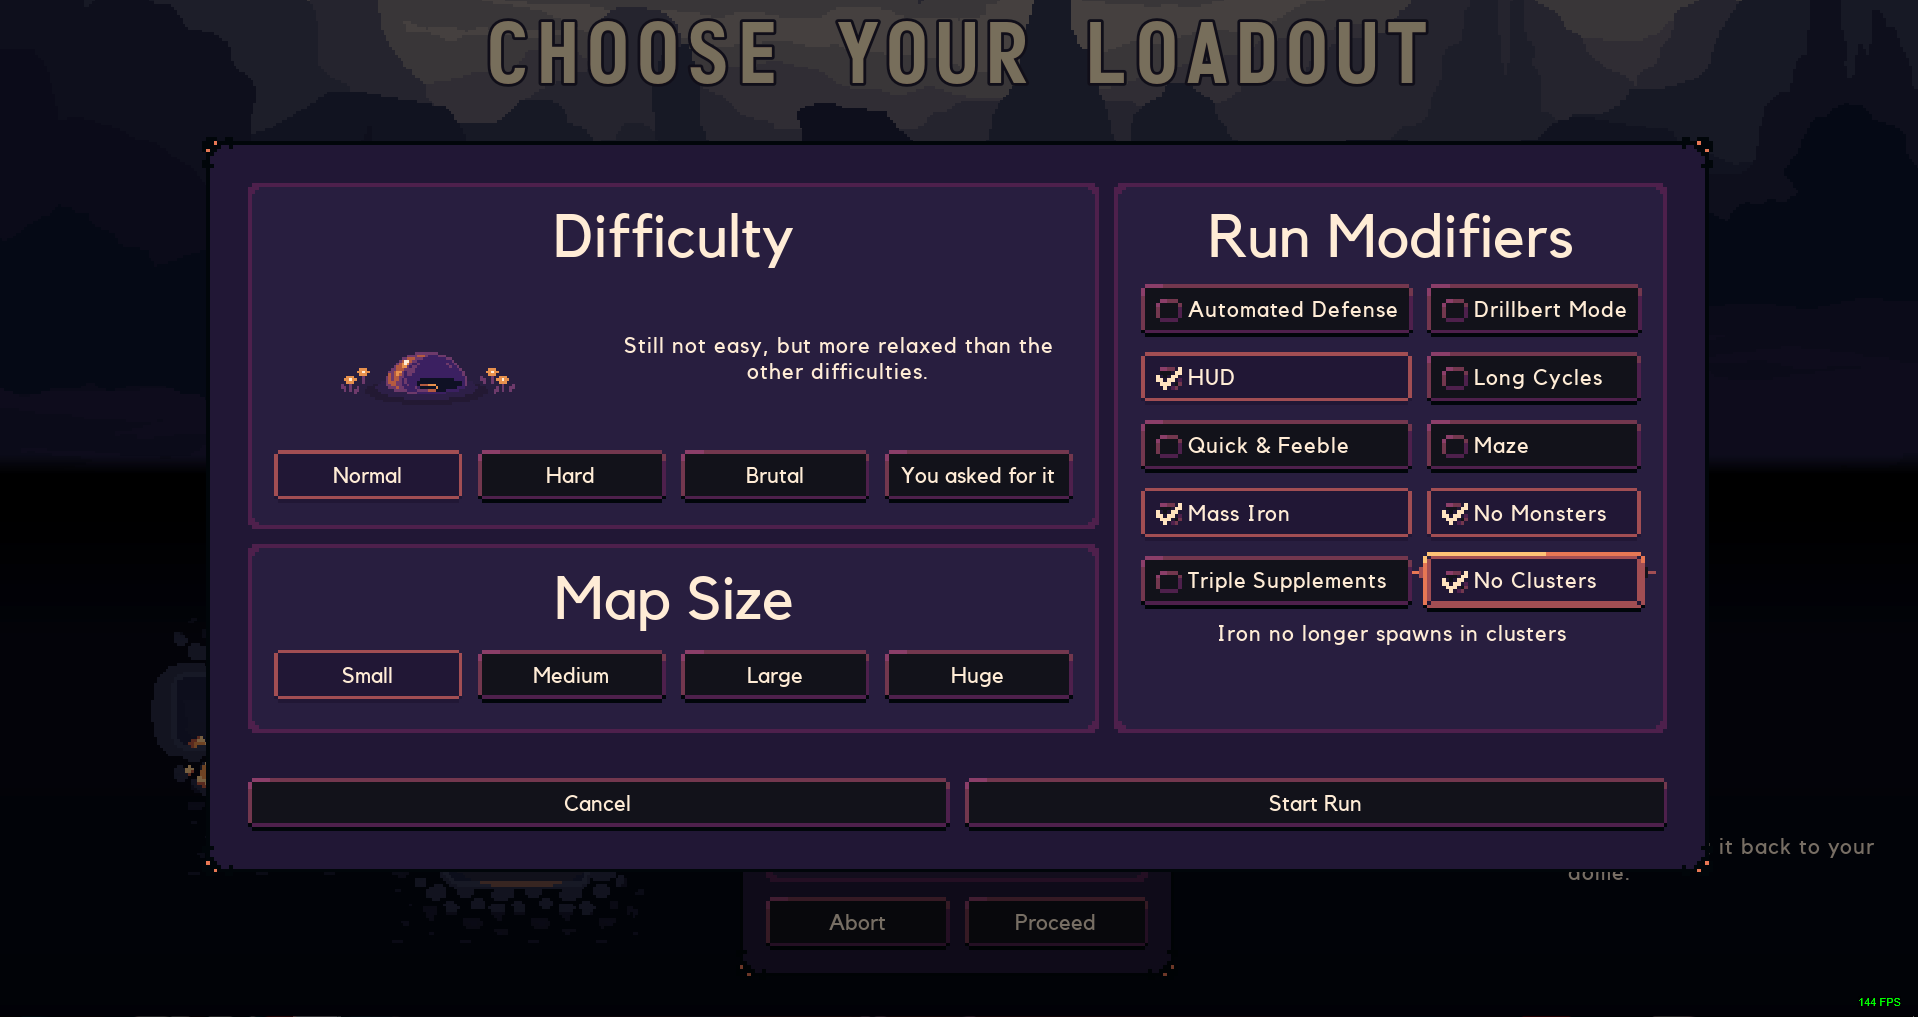 CHOOSE YOUR LOADOUT
Difficulty
Still not easy, but more relaxed than the
other difficulties.
Normal
Hard
Brutal
You asked for it
Map Size
Small
Medium
Large
Huge
Run Modifiers
Automated Defense
Drillbert Mode
HUD
Long Cycles
Quick & Feeble
Maze
Mass Iron
No Monsters
Triple Supplements
No Clusters
Iron no longer spawns in clusters
Cancel
Start Run
it back to your
dome.
Abort
Proceed
144 FPS